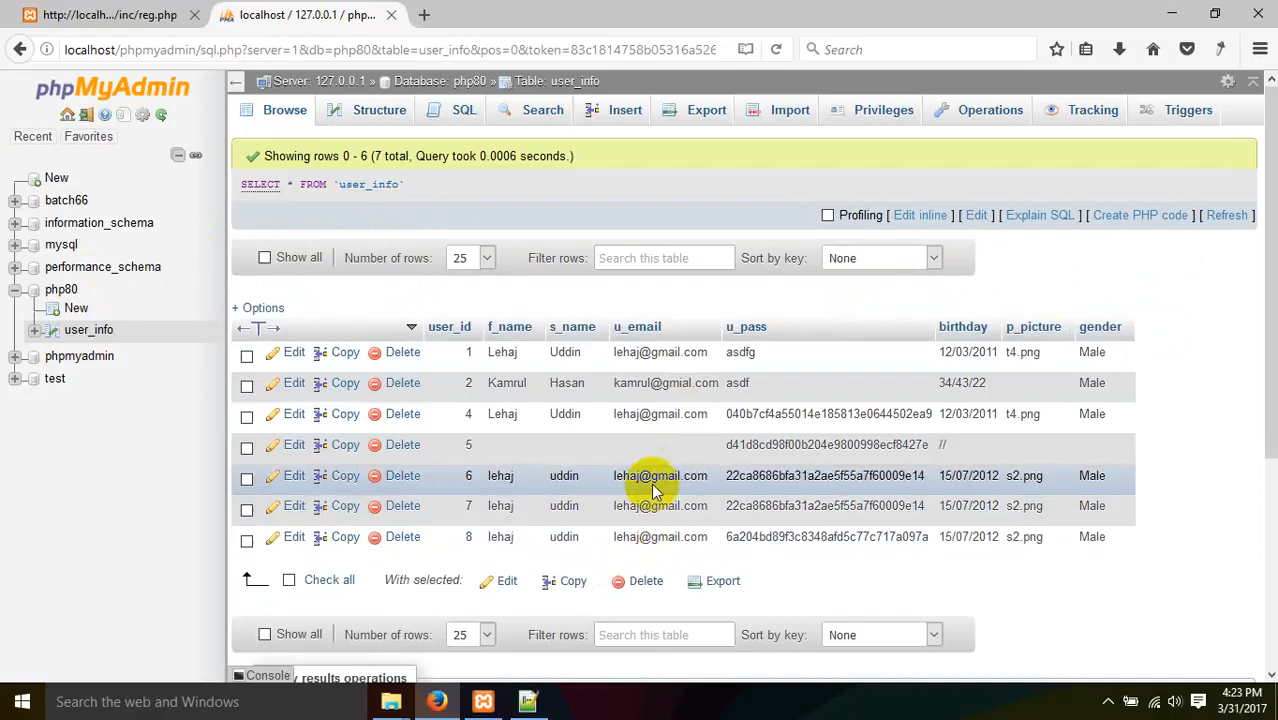 http://localh.../inc/reg.php
localhost / 127.0.0.1 / php...
localhost/phpmyadmin/sql.php?server=1&db=php80&table=user_info&pos=0&token=83c1814758b05316a526
Search
phpMyAdmin
Recent Favorites
New
batch66
information_schema
mysql
performance_schema
php80
New
user_info
phpmyadmin
test
Server: 127.0.0.1 » Database: php80 » Table: user_info
Browse Structure SQL Search Insert Export Import Privileges Operations Tracking Triggers
Showing rows 0 - 6 (7 total, Query took 0.0006 seconds.)
SELECT * FROM `user_info`
Profiling [ Edit inline ] [ Edit ] [ Explain SQL ] [ Create PHP code ] [ Refresh ]
Show all Number of rows: 25 Filter rows: Search this table Sort by key: None
+ Options
user_id f_name s_name u_email u_pass birthday p_picture gender
Edit Copy Delete 1 Lehaj Uddin lehaj@gmail.com asdfg 12/03/2011 t4.png Male
Edit Copy Delete 2 Kamrul Hasan kamrul@gmial.com asdf 34/43/22 Male
Edit Copy Delete 4 Lehaj Uddin lehaj@gmail.com 040b7cf4a55014e185813e0644502ea9 12/03/2011 t4.png Male
Edit Copy Delete 5 d41d8cd98f00b204e9800998ecf8427e //
Edit Copy Delete 6 lehaj uddin lehaj@gmail.com 22ca8686bfa31a2ae5f55a7f60009e14 15/07/2012 s2.png Male
Edit Copy Delete 7 lehaj uddin lehaj@gmail.com 22ca8686bfa31a2ae5f55a7f60009e14 15/07/2012 s2.png Male
Edit Copy Delete 8 lehaj uddin lehaj@gmail.com 6a204bd89f3c8348afd5c77c717a097a 15/07/2012 s2.png Male
Check all With selected: Edit Copy Delete Export
Show all Number of rows: 25 Filter rows: Search this table Sort by key: None
Console
results operations
Search the web and Windows
4:23 PM
3/31/2017